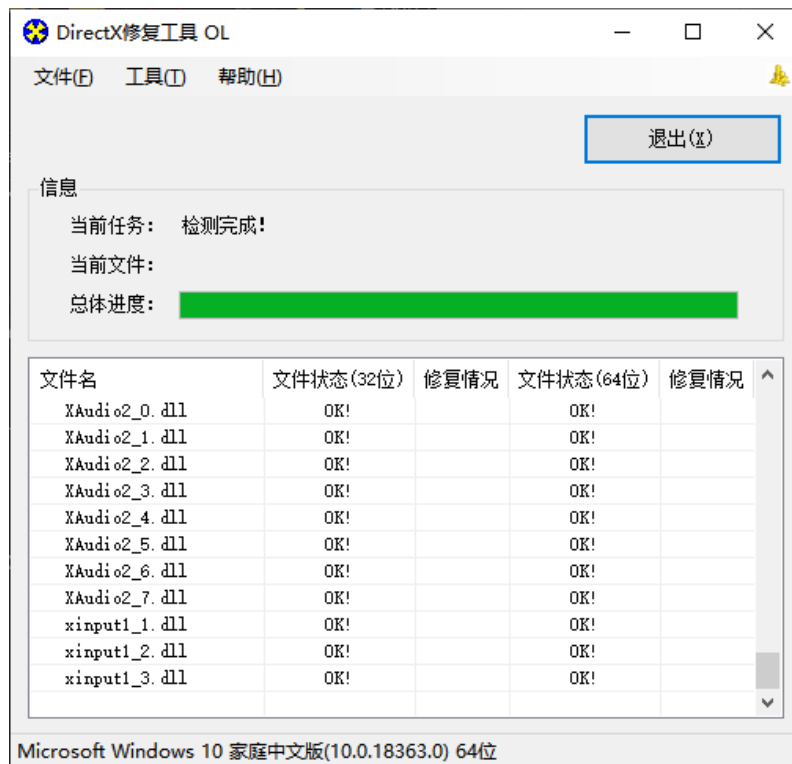 DirectX修复工具 OL
文件(F) 工具(T) 帮助(H)
退出(X)
信息
当前任务： 检测完成!
当前文件：
总体进度：
文件名 文件状态(32位) 修复情况 文件状态(64位) 修复情况
XAudio2_0.dll OK! OK!
XAudio2_1.dll OK! OK!
XAudio2_2.dll OK! OK!
XAudio2_3.dll OK! OK!
XAudio2_4.dll OK! OK!
XAudio2_5.dll OK! OK!
XAudio2_6.dll OK! OK!
XAudio2_7.dll OK! OK!
xinput1_1.dll OK! OK!
xinput1_2.dll OK! OK!
xinput1_3.dll OK! OK!
Microsoft Windows 10 家庭中文版(10.0.18363.0) 64位